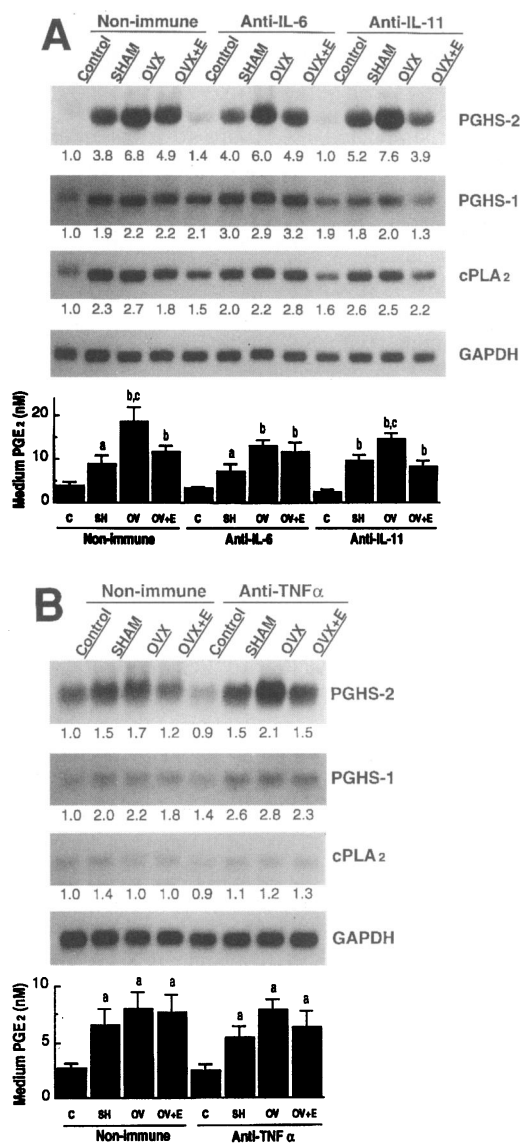 A
Non-immune Anti-IL-6 Anti-IL-11
Control SHAM OVX OVX+E Control SHAM OVX OVX+E Control SHAM OVX OVX+E
PGHS-2
1.0 3.8 6.8 4.9 1.4 4.0 6.0 4.9 1.0 5.2 7.6 3.9
PGHS-1
1.0 1.9 2.2 2.2 2.1 3.0 2.9 3.2 1.9 1.8 2.0 1.3
cPLA2
1.0 2.3 2.7 1.8 1.5 2.0 2.2 2.8 1.6 2.6 2.5 2.2
GAPDH
Medium PGE2 (nM)
20
10
0
a b,c b a b b b b,c b
C SH OV OV+E C SH OV OV+E C SH OV OV+E
Non-immune Anti-IL-6 Anti-IL-11
B
Non-immune Anti-TNFα
Control SHAM OVX OVX+E Control SHAM OVX OVX+E
PGHS-2
1.0 1.5 1.7 1.2 0.9 1.5 2.1 1.5
PGHS-1
1.0 2.0 2.2 1.8 1.4 2.6 2.8 2.3
cPLA2
1.0 1.4 1.0 1.0 0.9 1.1 1.2 1.3
GAPDH
Medium PGE2 (nM)
10
5
0
a a a a a a
C SH OV OV+E C SH OV OV+E
Non-immune Anti-TNF α